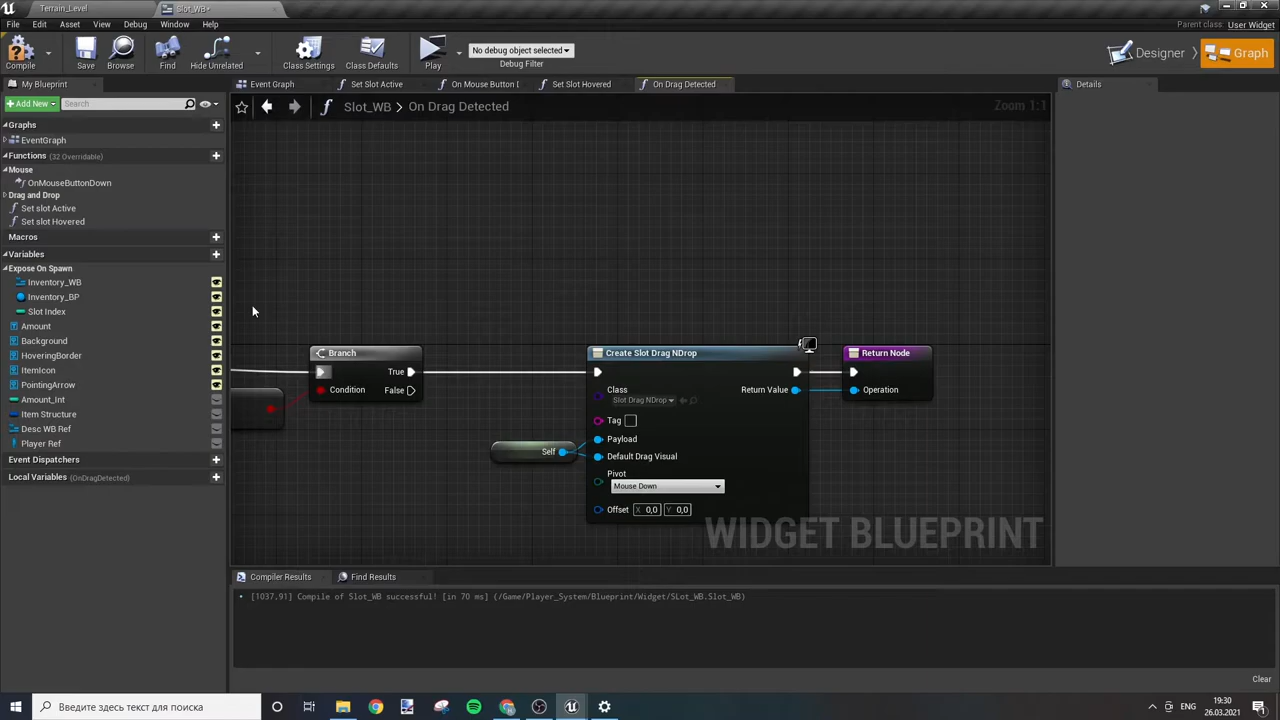 Terrain_Level
Slot_WB*
File Edit Asset View Debug Window Help
Parent class: User Widget
Compile
Save
Browse
Find
Hide Unrelated
Class Settings
Class Defaults
Play
No debug object selected
Debug Filter
Designer
Graph
My Blueprint
Event Graph
Set Slot Active
On Mouse Button D
Set Slot Hovered
On Drag Detected
Details
Add New
Search
Slot_WB > On Drag Detected
Zoom 1:1
Graphs
EventGraph
Functions (32 Overridable)
Mouse
OnMouseButtonDown
Drag and Drop
Set slot Active
Set slot Hovered
Macros
Variables
Expose On Spawn
Inventory_WB
Inventory_BP
Slot Index
Amount
Background
HoveringBorder
ItemIcon
PointingArrow
Amount_Int
Item Structure
Desc WB Ref
Player Ref
Event Dispatchers
Local Variables (OnDragDetected)
Branch
True
Condition
False
Self
Create Slot Drag NDrop
Class
Slot Drag NDrop
Return Value
Tag
Payload
Default Drag Visual
Pivot
Mouse Down
Offset X 0,0 Y 0,0
Return Node
Operation
WIDGET BLUEPRINT
Compiler Results
Find Results
[1037.91] Compile of Slot_WB successful! [in 70 ms] (/Game/Player_System/Blueprint/Widget/SLot_WB.Slot_WB)
Clear
Введите здесь текст для поиска
ENG
19:30
26.03.2021